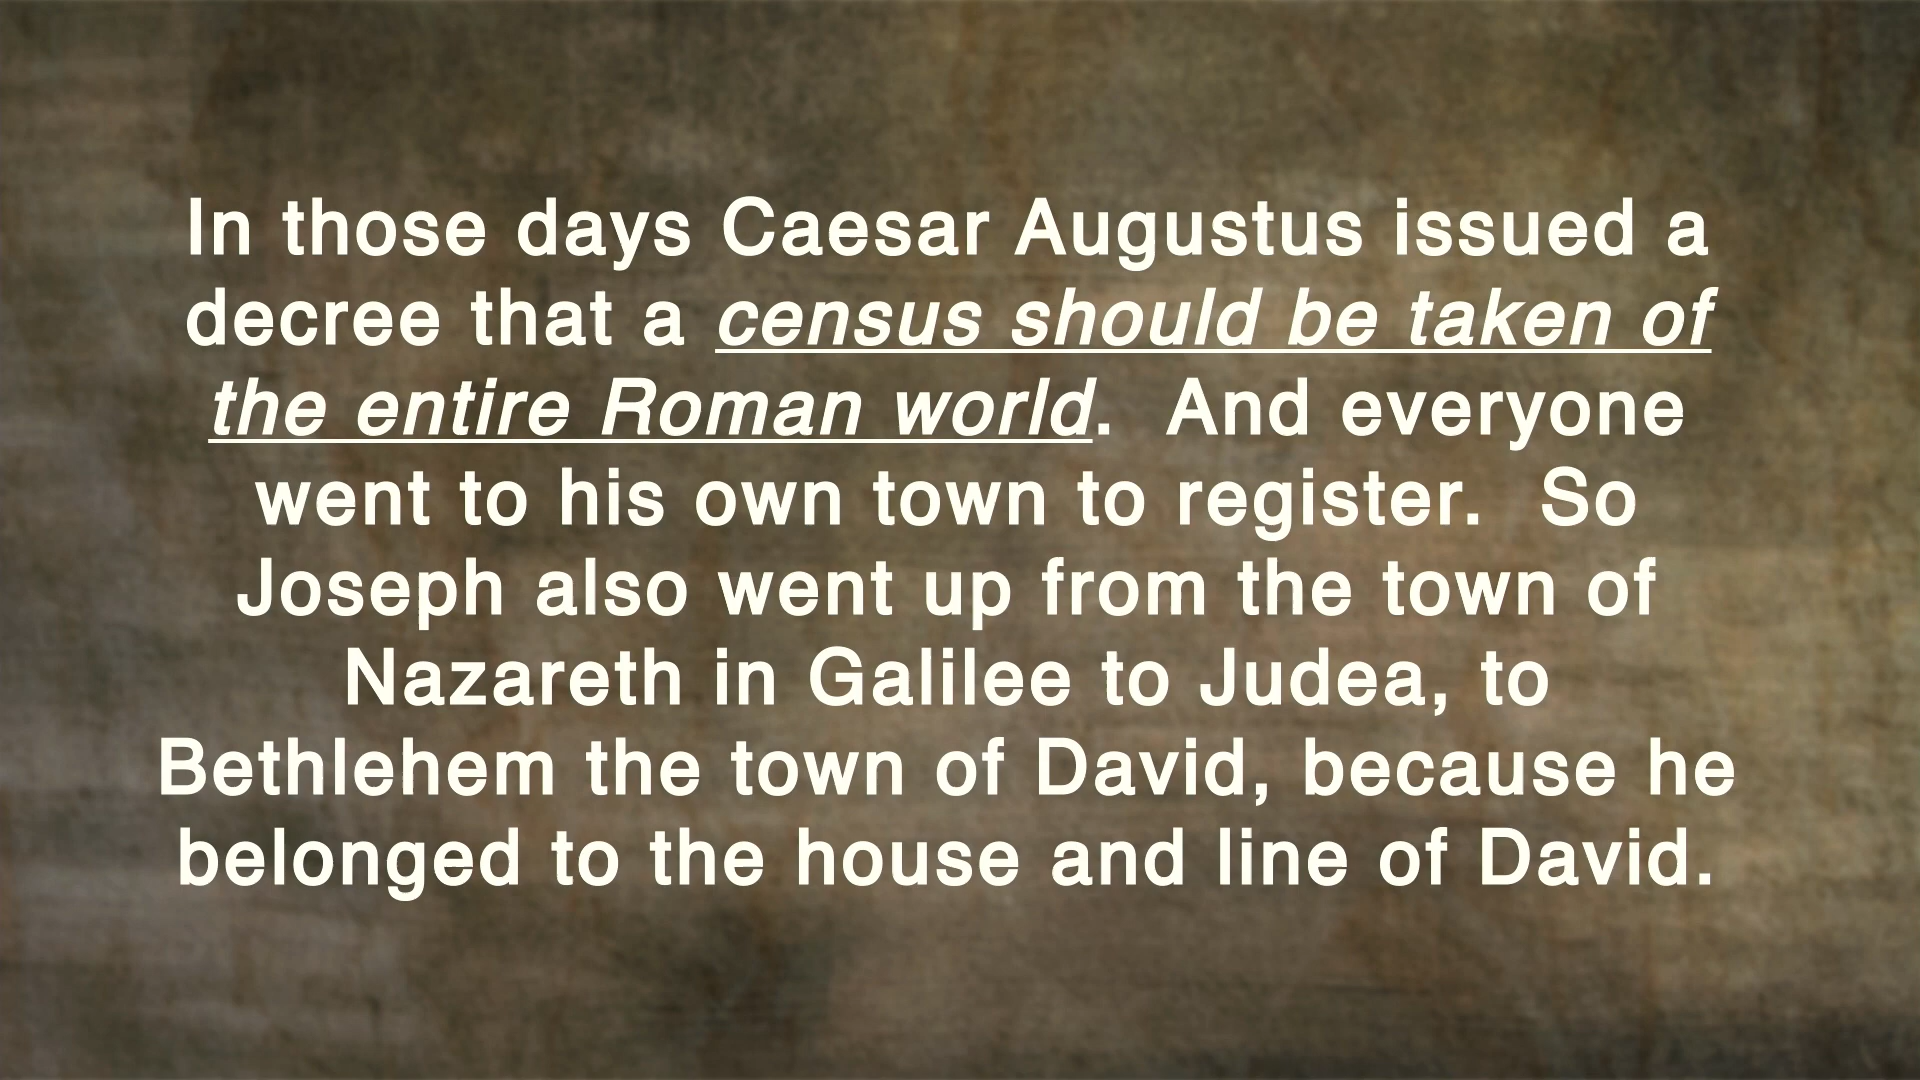 In those days Caesar Augustus issued a
decree that a census should be taken of
the entire Roman world.  And everyone
went to his own town to register.  So
Joseph also went up from the town of
Nazareth in Galilee to Judea, to
Bethlehem the town of David, because he
belonged to the house and line of David.